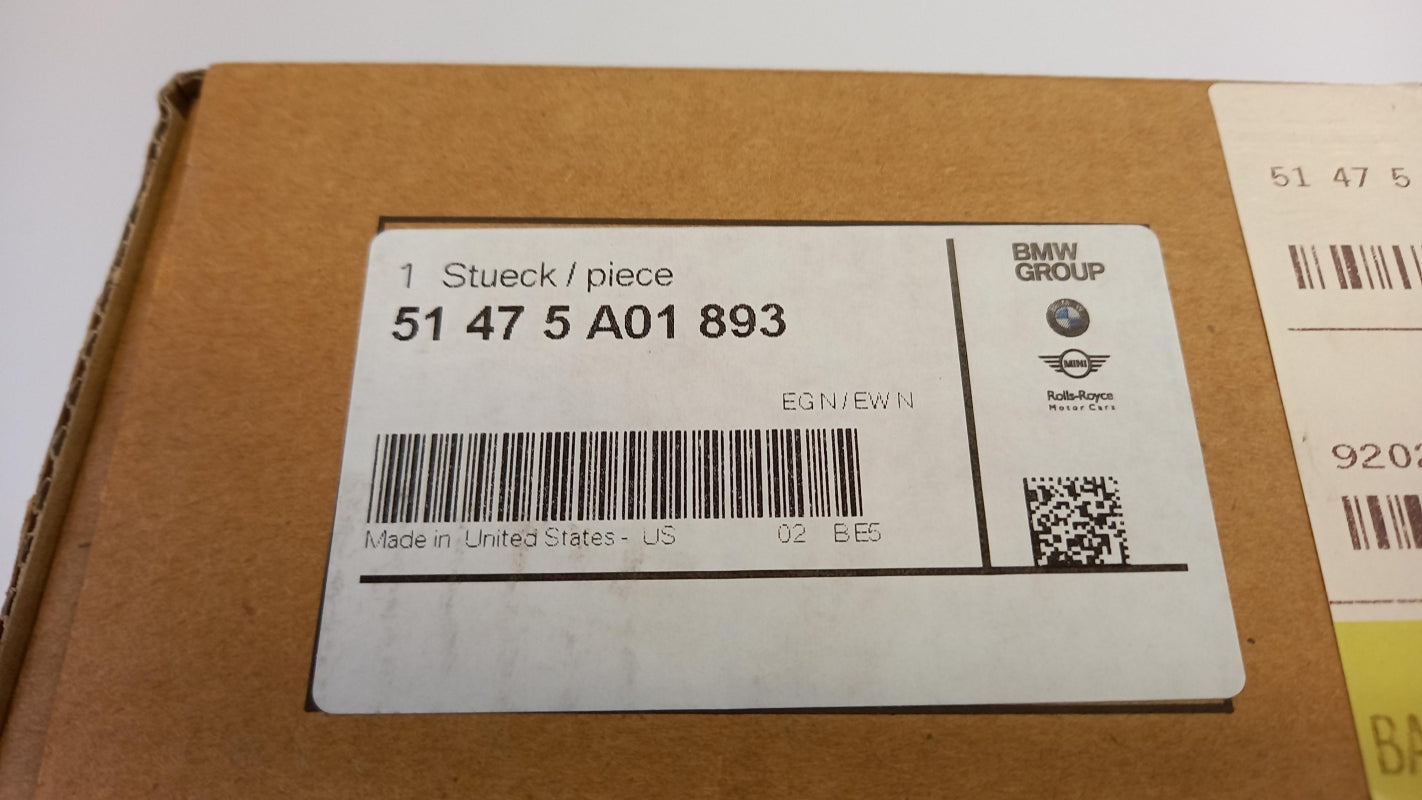 1 Stueck / piece
51 47 5 A01 893
EG N / EW N
Made in United States - US 02 BE5
BMW
GROUP
MINI
Rolls-Royce
Motor Cars
51 47 5
9202
BA